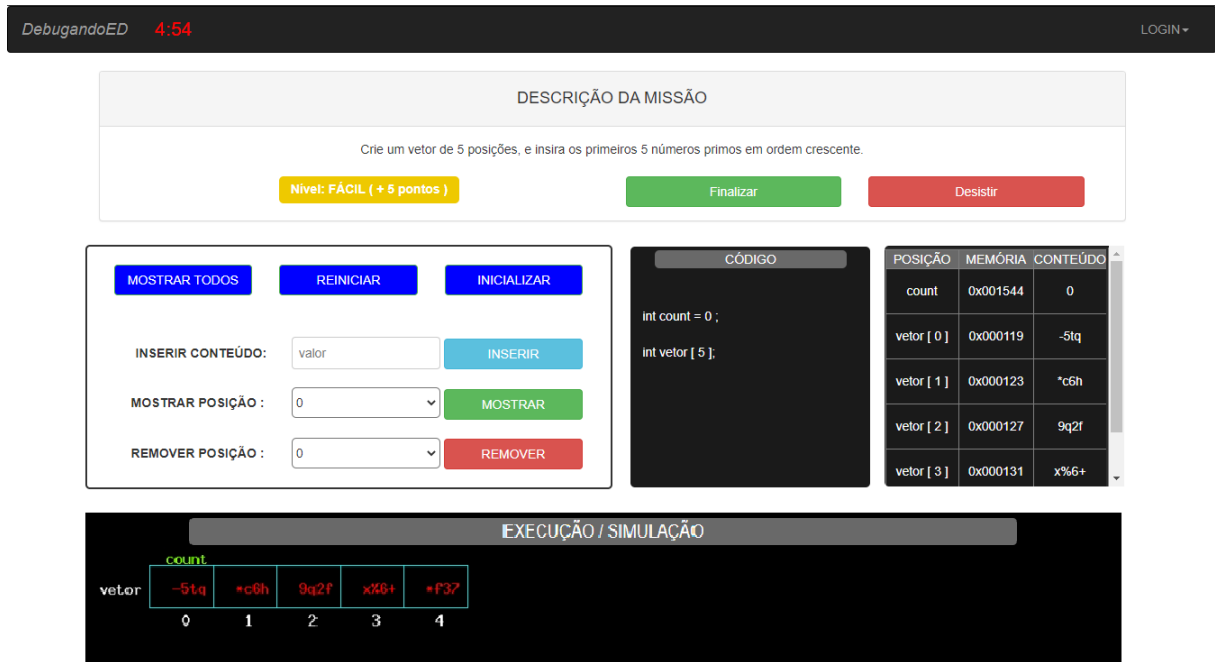 DebugandoED 4:54 LOGIN
DESCRIÇÃO DA MISSÃO
Crie um vetor de 5 posições, e insira os primeiros 5 números primos em ordem crescente.
Nível: FÁCIL ( + 5 pontos ) Finalizar Desistir
MOSTRAR TODOS REINICIAR INICIALIZAR
INSERIR CONTEÚDO: valor INSERIR
MOSTRAR POSIÇÃO : 0 MOSTRAR
REMOVER POSIÇÃO : 0 REMOVER
CÓDIGO
int count = 0 ;
int vetor [ 5 ];
POSIÇÃO MEMÓRIA CONTEÚDO
count 0x001544 0
vetor [ 0 ] 0x000119 -5tq
vetor [ 1 ] 0x000123 *c6h
vetor [ 2 ] 0x000127 9q2f
vetor [ 3 ] 0x000131 x%6+
EXECUÇÃO / SIMULAÇÃO
count
vetor -5tq *c6h 9q2f x%6+ *f37
0 1 2 3 4